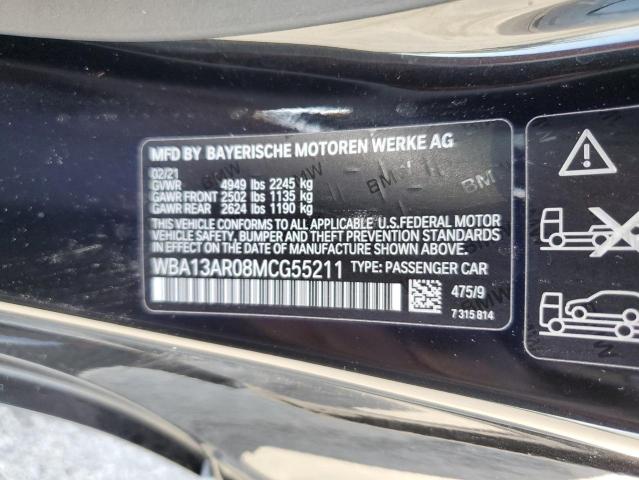 MFD BY BAYERISCHE MOTOREN WERKE AG
02/21
GVWR 4949 lbs 2245 kg
GAWR FRONT 2502 lbs 1135 kg
GAWR REAR 2624 lbs 1190 kg
THIS VEHICLE CONFORMS TO ALL APPLICABLE U.S. FEDERAL MOTOR
VEHICLE SAFETY, BUMPER, AND THEFT PREVENTION STANDARDS
IN EFFECT ON THE DATE OF MANUFACTURE SHOWN ABOVE.
WBA13AR08MCG55211 TYPE: PASSENGER CAR
475/9
7 315 814